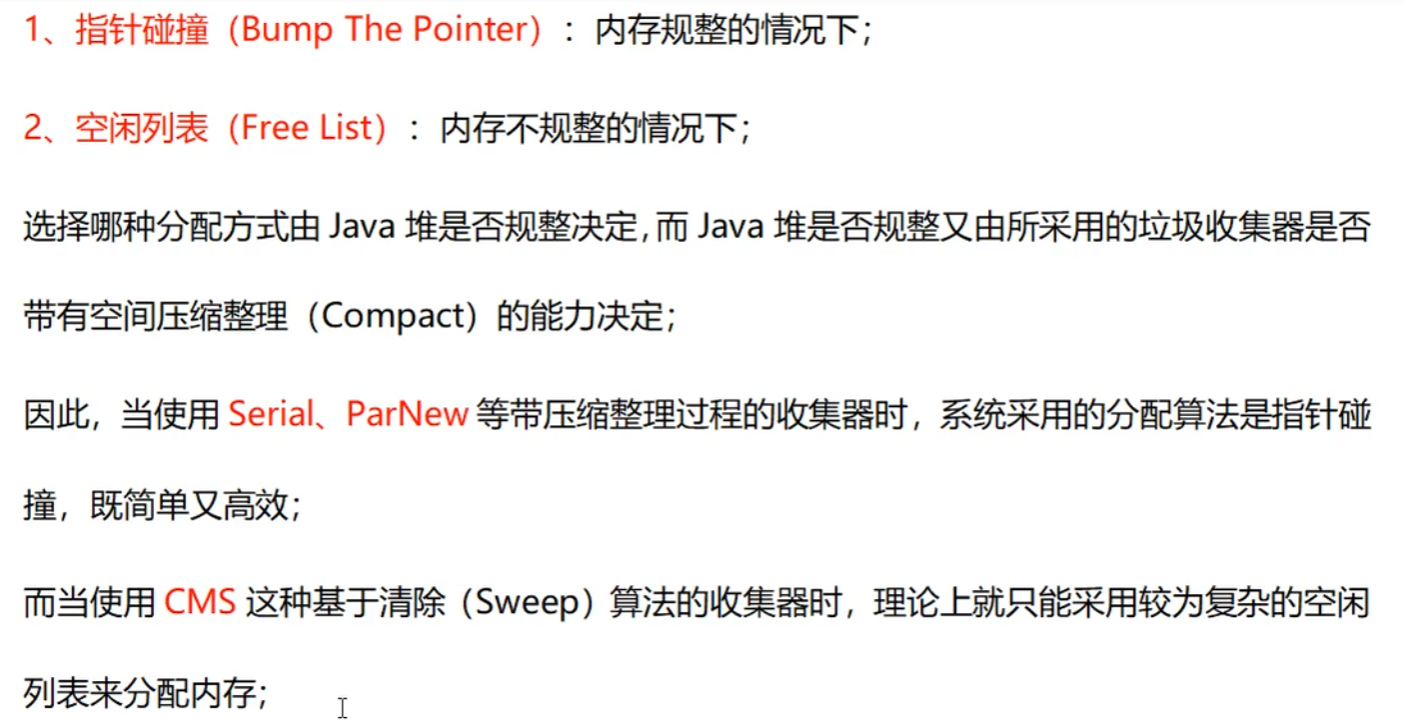 1、指针碰撞（Bump The Pointer）：内存规整的情况下；
2、空闲列表（Free List）：内存不规整的情况下；
选择哪种分配方式由 Java 堆是否规整决定，而 Java 堆是否规整又由所采用的垃圾收集器是否
带有空间压缩整理（Compact）的能力决定；
因此，当使用 Serial、ParNew 等带压缩整理过程的收集器时，系统采用的分配算法是指针碰
撞，既简单又高效；
而当使用 CMS 这种基于清除（Sweep）算法的收集器时，理论上就只能采用较为复杂的空闲
列表来分配内存；